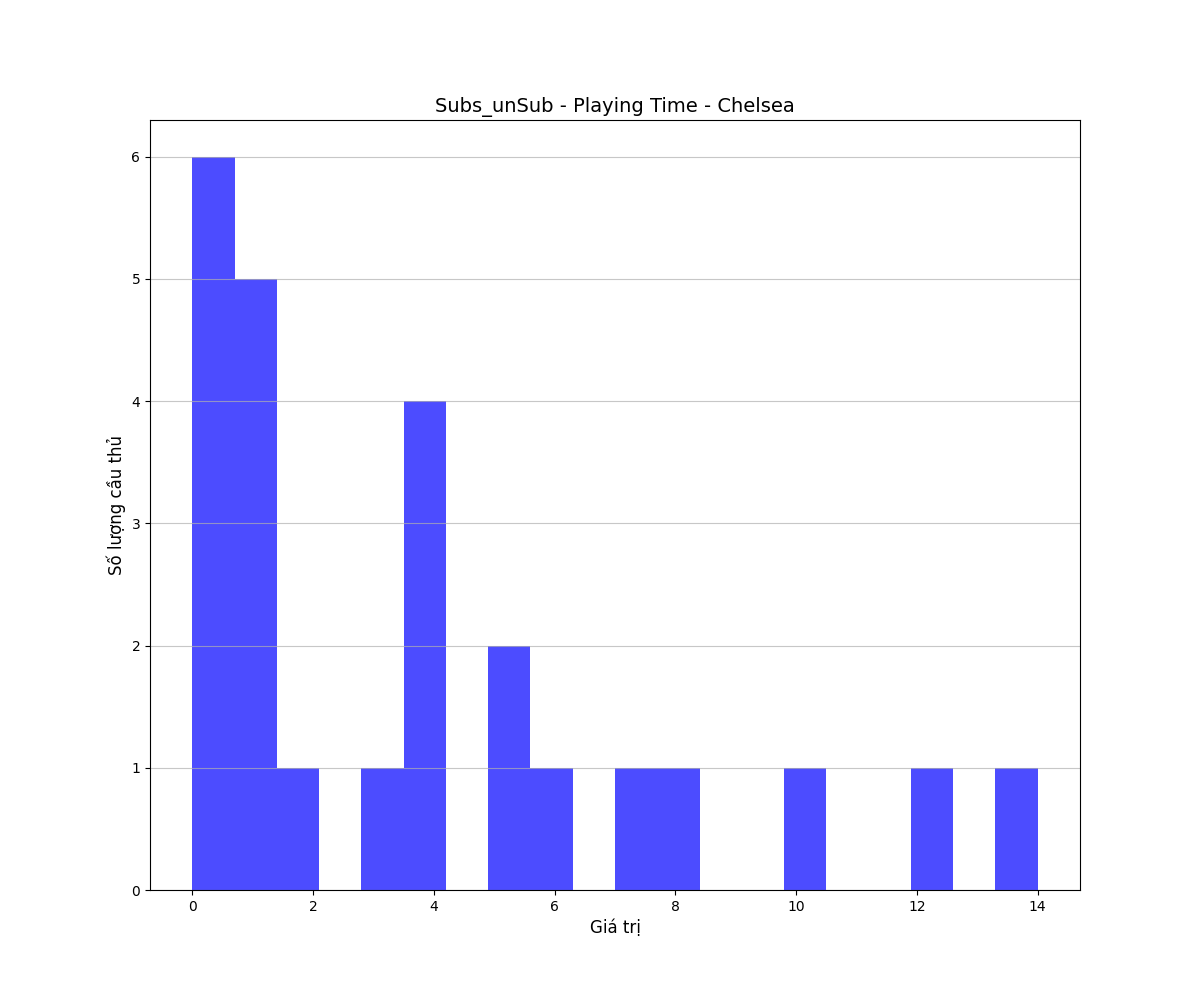 Subs_unSub - Playing Time - Chelsea
6
5
4
3
2
1
0
Số lượng cầu thủ
0 2 4 6 8 10 12 14
Giá trị